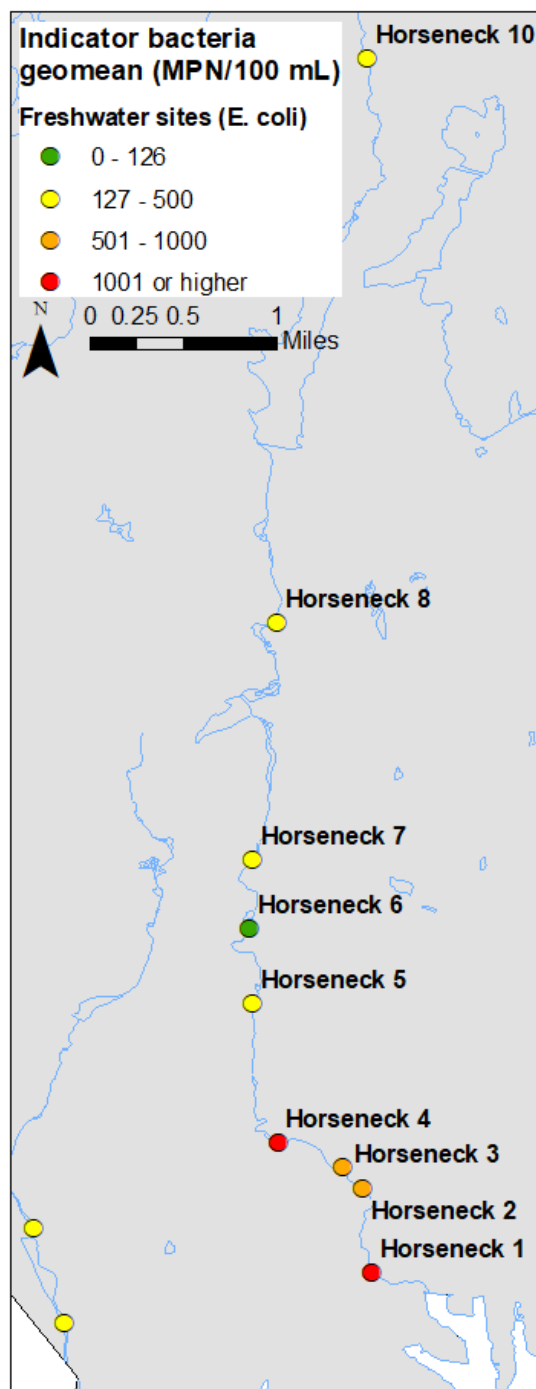 Horseneck 10
Indicator bacteria
geomean (MPN/100 mL)
Freshwater sites (E. coli)
0 - 126
127 - 500
501 - 1000
1001 or higher
N
0 0.25 0.5 1
Miles
Horseneck 8
Horseneck 7
Horseneck 6
Horseneck 5
Horseneck 4
Horseneck 3
Horseneck 2
Horseneck 1